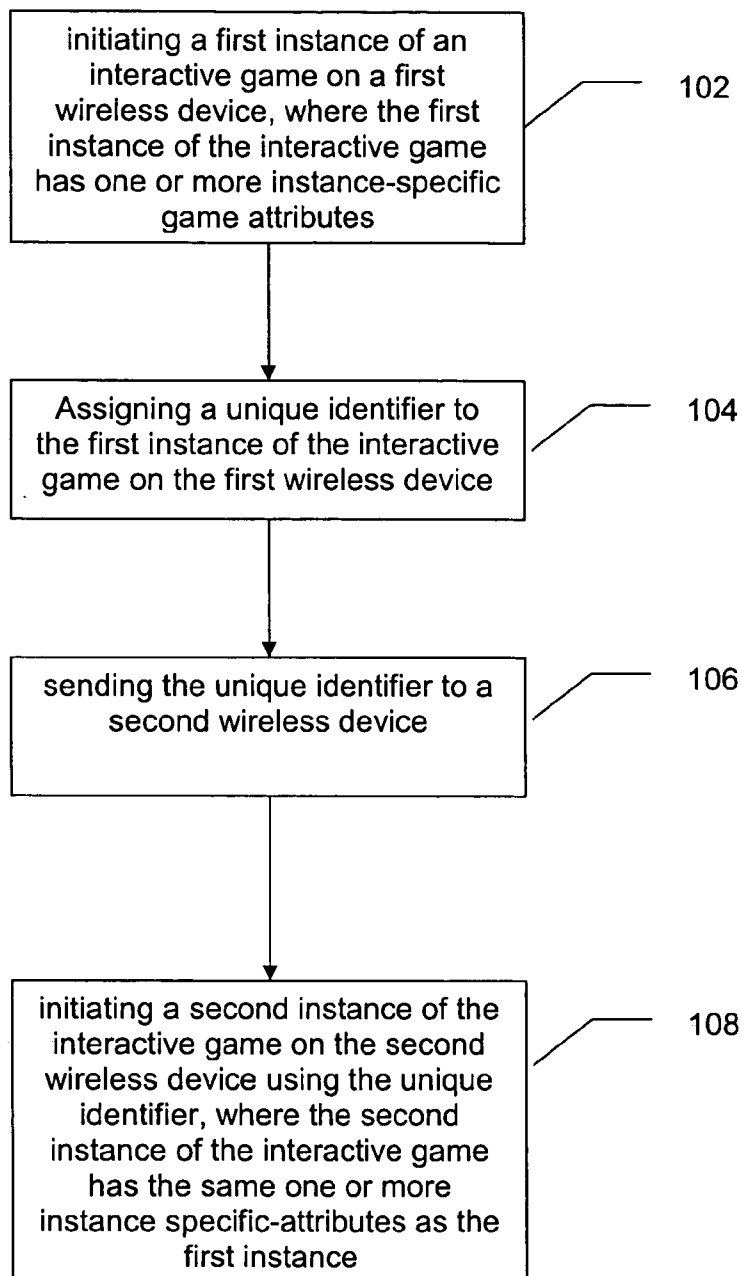 initiating a first instance of an
interactive game on a first
wireless device, where the first
instance of the interactive game
has one or more instance-specific
game attributes
102
Assigning a unique identifier to
the first instance of the interactive
game on the first wireless device
104
sending the unique identifier to a
second wireless device
106
initiating a second instance of the
interactive game on the second
wireless device using the unique
identifier, where the second
instance of the interactive game
has the same one or more
instance specific-attributes as the
first instance
108